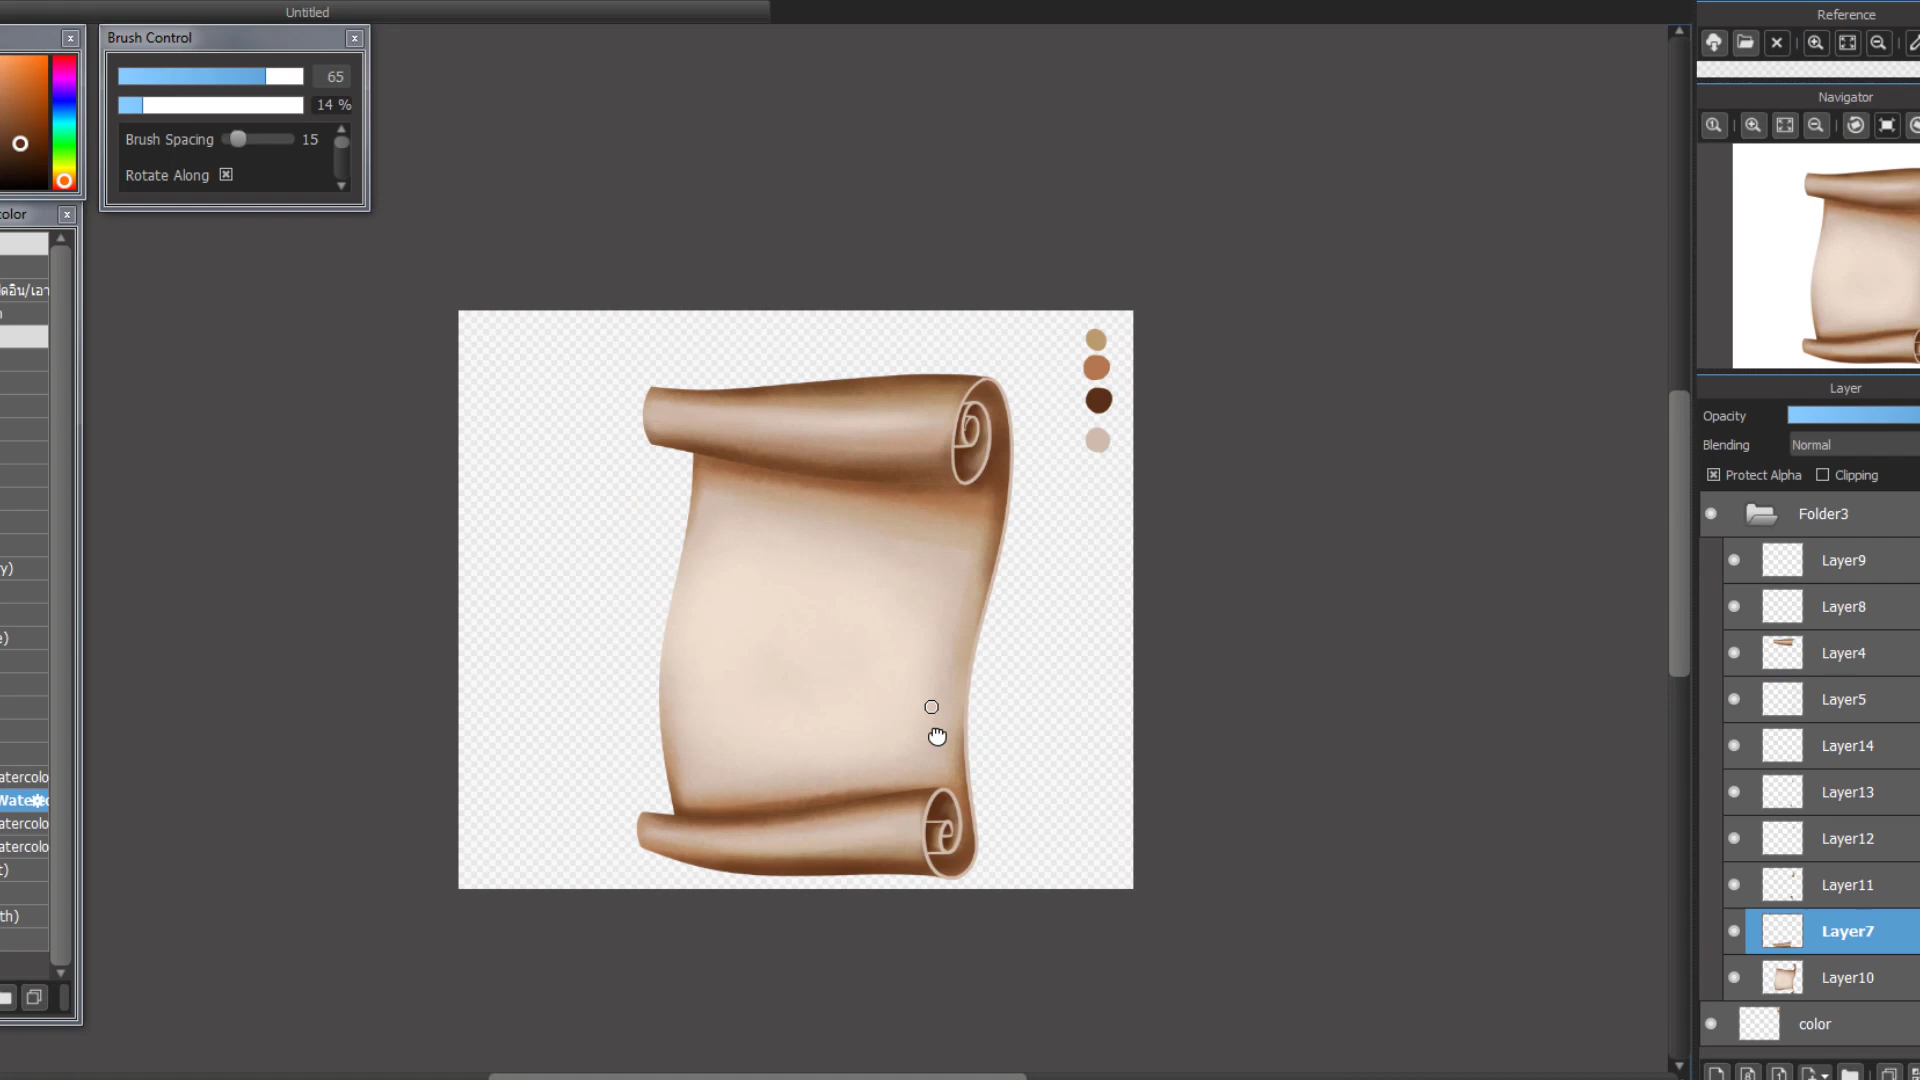 Untitled
Brush Control
65
14 %
Brush Spacing 15
Rotate Along
olor
y)
e)
atercolo
Wate
atercolo
atercolo
t)
th)
Reference
Navigator
Layer
Opacity
Blending Normal
Protect Alpha Clipping
Folder3
Layer9
Layer8
Layer4
Layer5
Layer14
Layer13
Layer12
Layer11
Layer7
Layer10
color